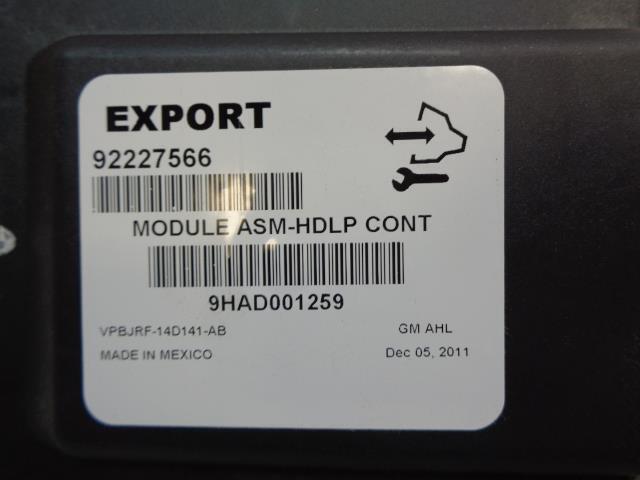 EXPORT
92227566
MODULE ASM-HDLP CONT
9HAD001259
VPBJRF-14D141-AB GM AHL
MADE IN MEXICO Dec 05, 2011